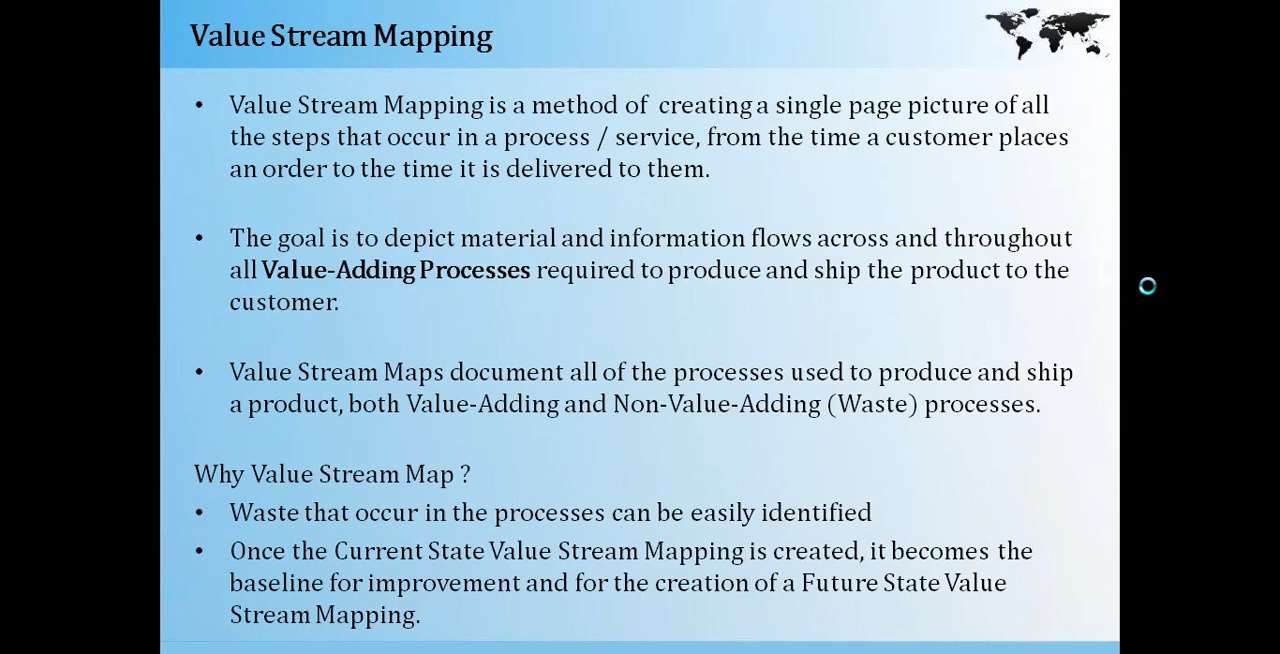 Value Stream Mapping
• Value Stream Mapping is a method of creating a single page picture of all
the steps that occur in a process / service, from the time a customer places
an order to the time it is delivered to them.
• The goal is to depict material and information flows across and throughout
all Value-Adding Processes required to produce and ship the product to the
customer.
• Value Stream Maps document all of the processes used to produce and ship
a product, both Value-Adding and Non-Value-Adding (Waste) processes.
Why Value Stream Map ?
• Waste that occur in the processes can be easily identified
• Once the Current State Value Stream Mapping is created, it becomes the
baseline for improvement and for the creation of a Future State Value
Stream Mapping.